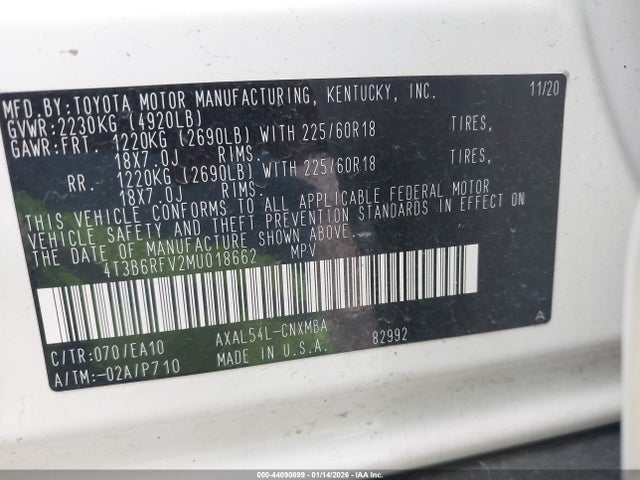 MFD.BY:TOYOTA MOTOR MANUFACTURING, KENTUCKY, INC. 11/20
GVWR:2230KG (4920LB)
GAWR:FRT. 1220KG (2690LB) WITH 225/60R18 TIRES,
18X7.0J RIMS.
RR. 1220KG (2690LB) WITH 225/60R18 TIRES,
18X7.0J RIMS.
THIS VEHICLE CONFORMS TO ALL APPLICABLE FEDERAL MOTOR
VEHICLE SAFETY AND THEFT PREVENTION STANDARDS IN EFFECT ON
THE DATE OF MANUFACTURE SHOWN ABOVE.
4T3B6RFV2MU018662 MPV
C/TR:070/EA10 AXAL54L-CNXMBA 82992
A/TM:-02A/P710 MADE IN U.S.A. A
000-44090899 - 01/14/2026 - IAA Inc.